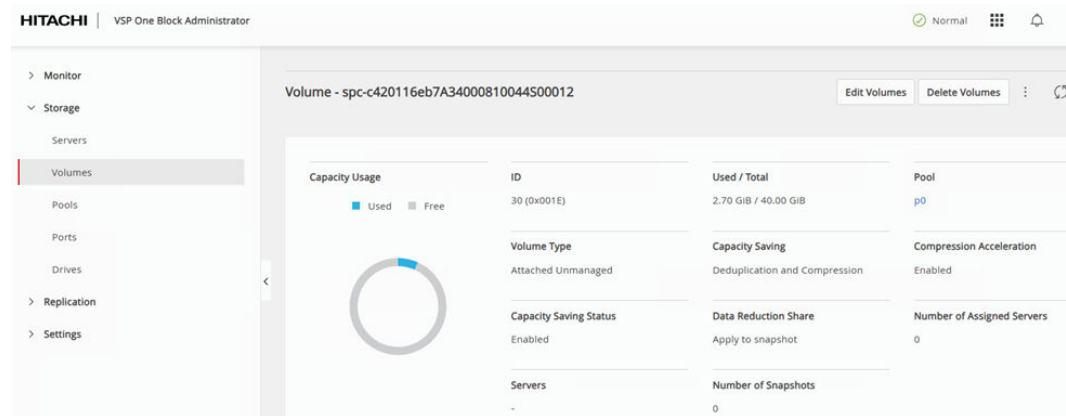 HITACHI VSP One Block Administrator Normal
Monitor
Storage
Servers
Volumes
Pools
Ports
Drives
Replication
Settings
Volume - spc-c420116eb7A34000810044S00012 Edit Volumes Delete Volumes
Capacity Usage
Used Free
ID
30 (0x001E)
Used / Total
2.70 GiB / 40.00 GiB
Pool
p0
Volume Type
Attached Unmanaged
Capacity Saving
Deduplication and Compression
Compression Acceleration
Enabled
Capacity Saving Status
Enabled
Data Reduction Share
Apply to snapshot
Number of Assigned Servers
0
Servers
-
Number of Snapshots
0